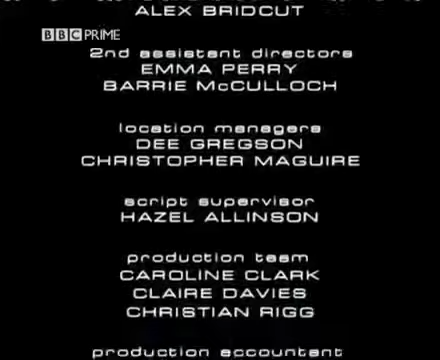 ALEX BRIDCUT
BBC PRIME
2nd assistant directors
EMMA PERRY
BARRIE McCULLOCH
location managers
DEE GREGSON
CHRISTOPHER MAGUIRE
script supervisor
HAZEL ALLINSON
production team
CAROLINE CLARK
CLAIRE DAVIES
CHRISTIAN RIGG
production accountant